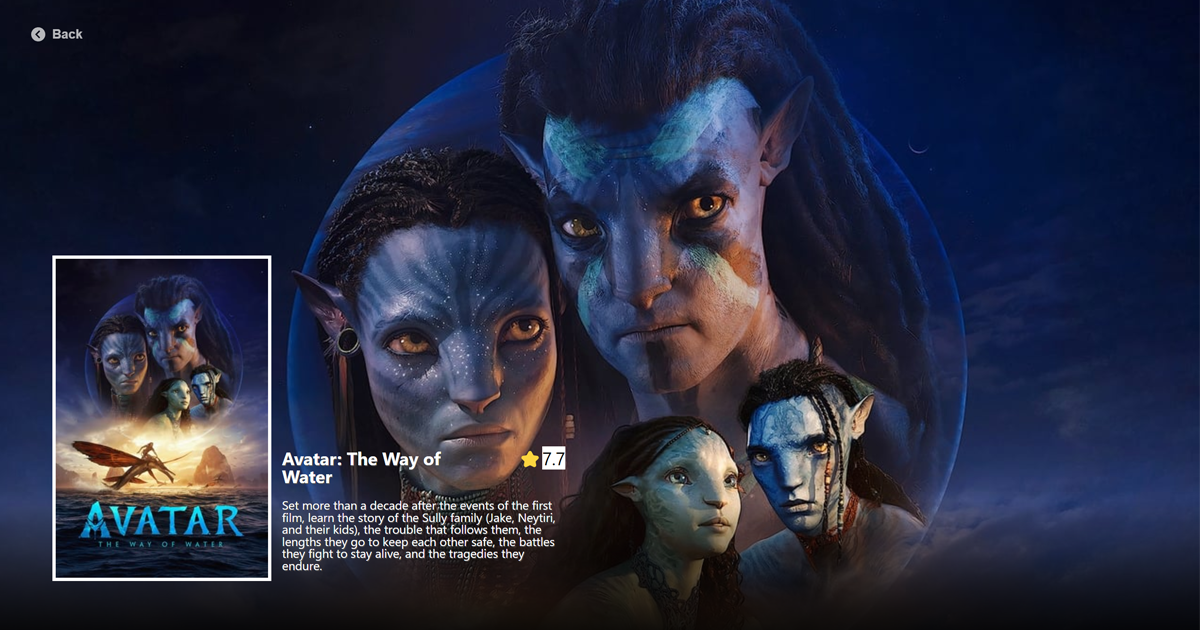 Back
Avatar: The Way of
Water
7.7
Set more than a decade after the events of the first
film, learn the story of the Sully family (Jake, Neytiri,
and their kids), the trouble that follows them, the
lengths they go to keep each other safe, the battles
they fight to stay alive, and the tragedies they
endure.
AVATAR
THE WAY OF WATER